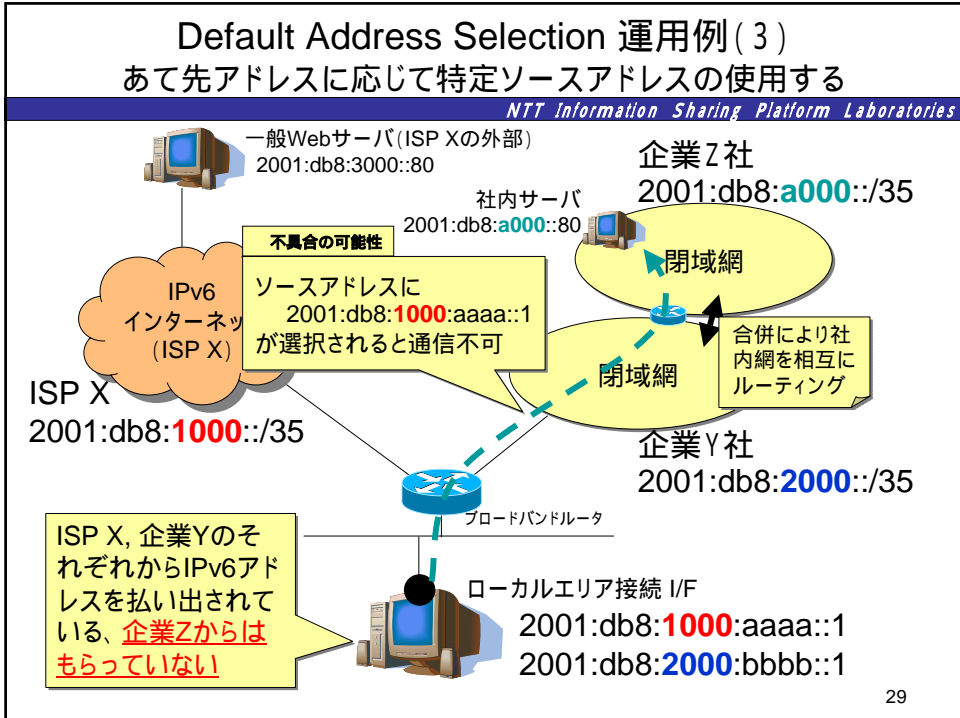 Default Address Selection 運用例(3)
あて先アドレスに応じて特定ソースアドレスの使用する
NTT Information Sharing Platform Laboratories
一般Webサーバ(ISP Xの外部)
2001:db8:3000::80
企業Z社
2001:db8:a000::/35
社内サーバ
2001:db8:a000::80
閉域網
不具合の可能性
ソースアドレスに
2001:db8:1000:aaaa::1
が選択されると通信不可
IPv6
インターネッ
(ISP X)
合併により社
内網を相互に
ルーティング
閉域網
ISP X
2001:db8:1000::/35
企業Y社
2001:db8:2000::/35
ブロードバンドルータ
ISP X, 企業Yのそ
れぞれからIPv6アド
レスを払い出されて
いる、企業Zからは
もらっていない
ローカルエリア接続 I/F
2001:db8:1000:aaaa::1
2001:db8:2000:bbbb::1
29